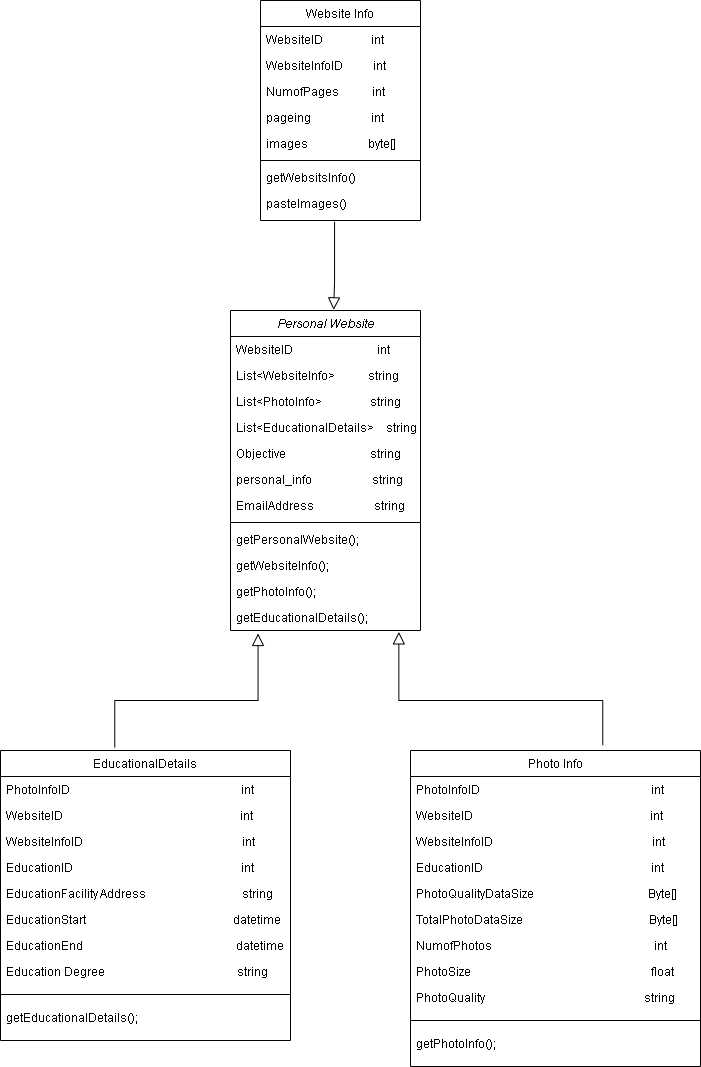 Website Info
WebsiteID int
WebsiteInfoID int
NumofPages int
pageing int
images byte[]
getWebsitsInfo()
pasteImages()
Personal Website
WebsiteID int
List<WebsiteInfo> string
List<PhotoInfo> string
List<EducationalDetails> string
Objective string
personal_info string
EmailAddress string
getPersonalWebsite();
getWebsiteInfo();
getPhotoInfo();
getEducationalDetails();
EducationalDetails
PhotoInfoID int
WebsiteID int
WebsiteInfoID int
EducationID int
EducationFacilityAddress string
EducationStart datetime
EducationEnd datetime
Education Degree string
getEducationalDetails();
Photo Info
PhotoInfoID int
WebsiteID int
WebsiteInfoID int
EducationID int
PhotoQualityDataSize Byte[]
TotalPhotoDataSize Byte[]
NumofPhotos int
PhotoSize float
PhotoQuality string
getPhotoInfo();